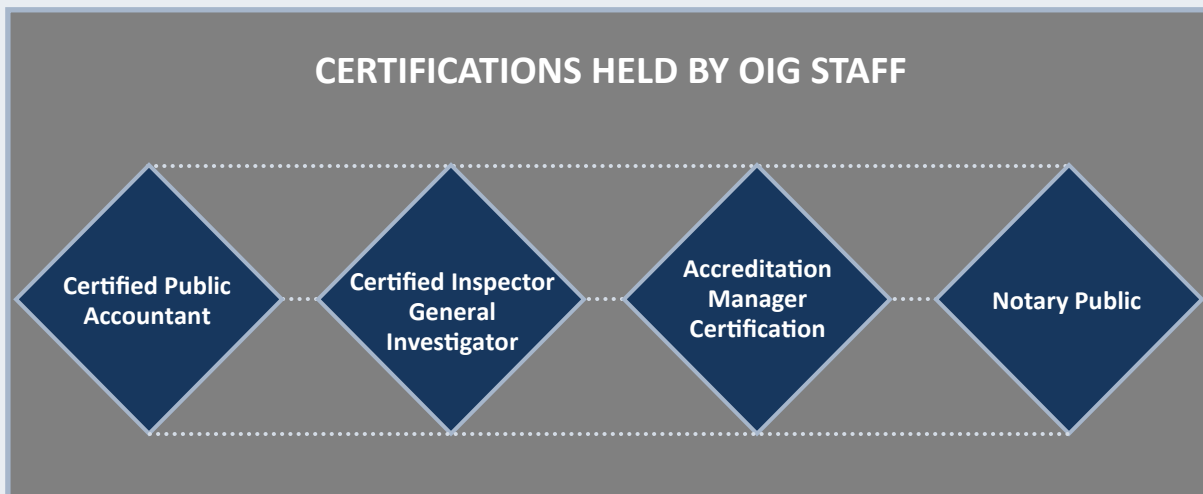 CERTIFICATIONS HELD BY OIG STAFF
Certified Public
Accountant
Certified Inspector
General
Investigator
Accreditation
Manager
Certification
Notary Public